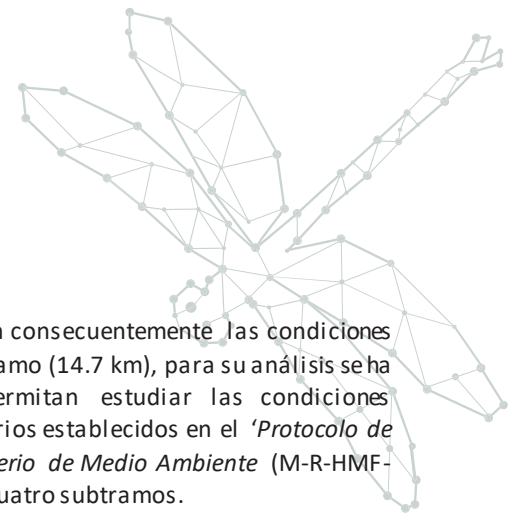 consecuentemente las condiciones
amo (14.7 km), para su análisis se ha
ermitan estudiar las condiciones
rios establecidos en el ‘Protocolo de
erio de Medio Ambiente (M-R-HMF-
uatro subtramos.